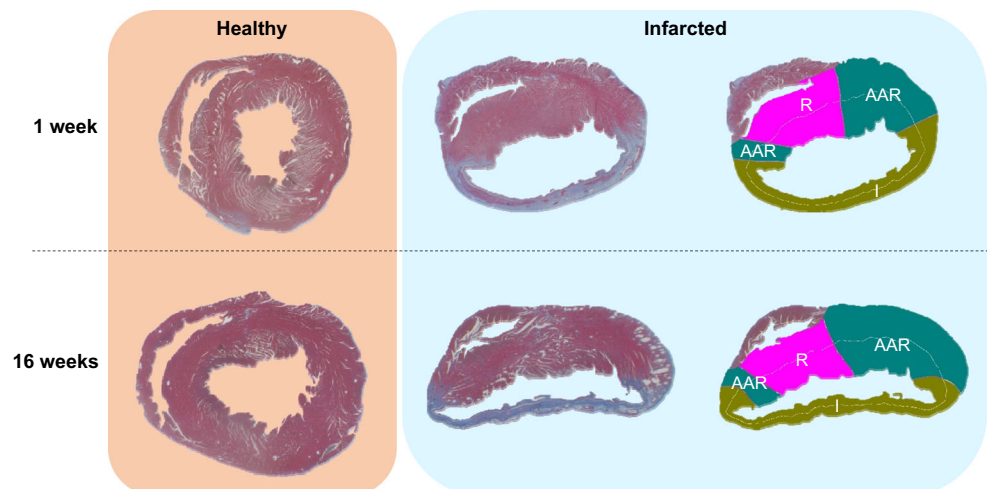 Healthy
Infarcted
1 week
R
AAR
AAR
I
16 weeks
R
AAR
AAR
I